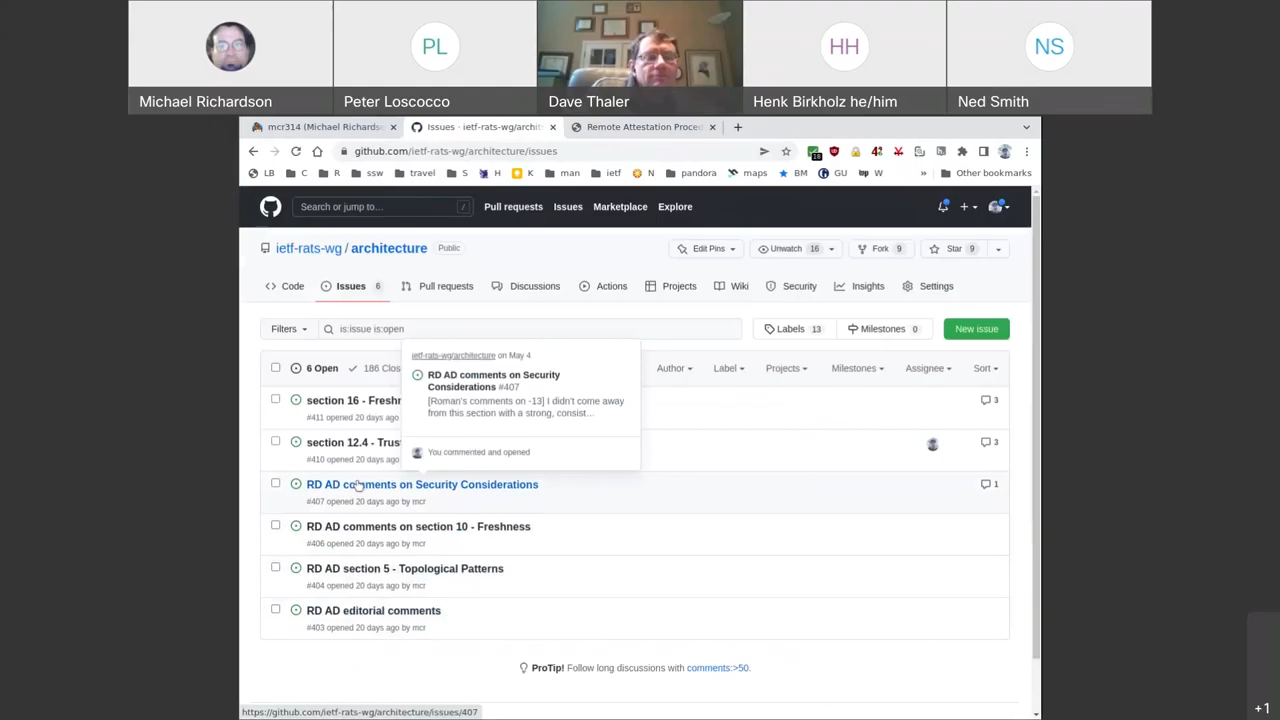 PL
HH
NS
Michael Richardson
Peter Loscocco
Dave Thaler
Henk Birkholz he/him
Ned Smith
mcr314 (Michael Richards
Issues · ietf-rats-wg/archit
Remote Attestation Proced
github.com/ietf-rats-wg/architecture/issues
18
LB
C
R
ssw
travel
S
H
K
man
ietf
N
pandora
maps
BM
GU
W
»
Other bookmarks
Search or jump to...
/
Pull requests
Issues
Marketplace
Explore
ietf-rats-wg / architecture
Public
Edit Pins
Unwatch 16
Fork 9
Star 9
Code
Issues 6
Pull requests
Discussions
Actions
Projects
Wiki
Security
Insights
Settings
Filters
is:issue is:open
Labels 13
Milestones 0
New issue
6 Open
186 Clos
Author
Label
Projects
Milestones
Assignee
Sort
ietf-rats-wg/architecture on May 4
RD AD comments on Security
Considerations #407
[Roman's comments on -13] I didn't come away
from this section with a strong, consist...
You commented and opened
section 16 - Freshn
#411 opened 20 days ago
3
section 12.4 - Trus
#410 opened 20 days ago
3
RD AD comments on Security Considerations
#407 opened 20 days ago by mcr
1
RD AD comments on section 10 - Freshness
#406 opened 20 days ago by mcr
RD AD section 5 - Topological Patterns
#404 opened 20 days ago by mcr
RD AD editorial comments
#403 opened 20 days ago by mcr
ProTip! Follow long discussions with comments:>50.
https://github.com/ietf-rats-wg/architecture/issues/407
+1